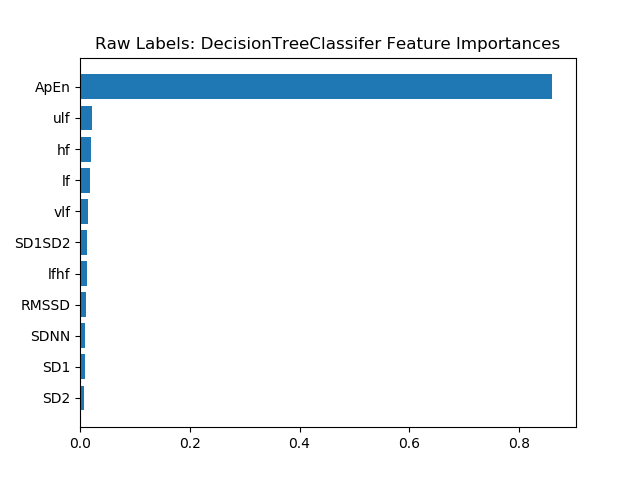 Raw Labels: DecisionTreeClassifer Feature Importances
ApEn
ulf
hf
lf
vlf
SD1SD2
lfhf
RMSSD
SDNN
SD1
SD2
0.0 0.2 0.4 0.6 0.8